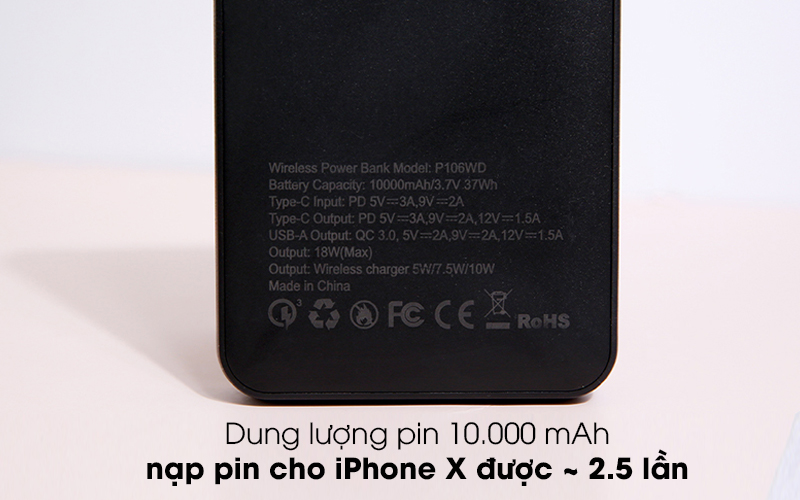 Wireless Power Bank Model: P106WD
Battery Capacity: 10000mAh/3.7V 37Wh
Type-C Input: PD 5V⎓3A,9V⎓2A
Type-C Output: PD 5V⎓3A,9V⎓2A,12V⎓1.5A
USB-A Output: QC 3.0, 5V⎓2A,9V⎓2A,12V⎓1.5A
Output: 18W(Max)
Output: Wireless charger 5W/7.5W/10W
Made in China
3 FC CE RoHS
Dung lượng pin 10.000 mAh
nạp pin cho iPhone X được ~ 2.5 lần